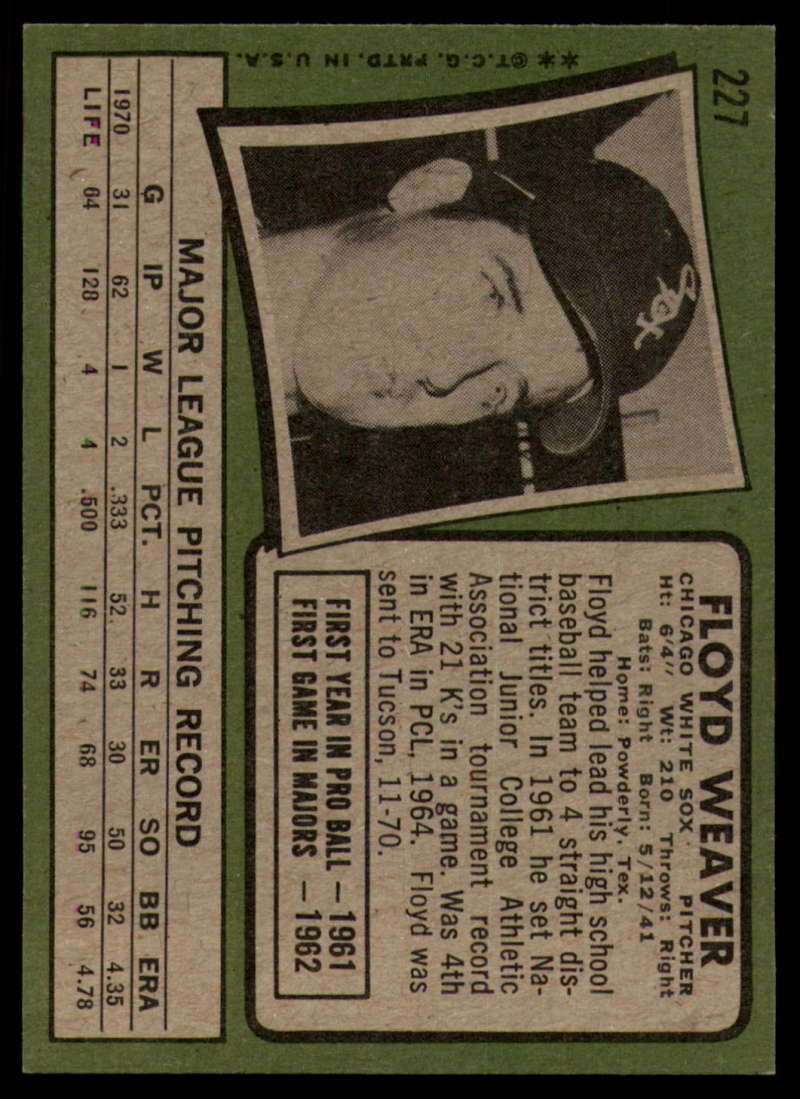 227
**©T.C.G. PRTD. IN U.S.A.
Sox
FLOYD WEAVER
CHICAGO WHITE SOX PITCHER
Ht: 6'4" Wt: 210 Throws: Right
Bats: Right Born: 5/12/41
Home: Powderly, Tex.
Floyd helped lead his high school
baseball team to 4 straight dis-
trict titles. In 1961 he set Na-
tional Junior College Athletic
Association tournament record
with 21 K's in a game. Was 4th
in ERA in PCL, 1964. Floyd was
sent to Tucson, 11-70.
FIRST YEAR IN PRO BALL — 1961
FIRST GAME IN MAJORS — 1962
MAJOR LEAGUE PITCHING RECORD
G IP W L PCT. H R ER SO BB ERA
1970 31 62 1 2 .333 52 33 30 50 32 4.35
LIFE 64 128 4 4 .500 116 74 68 95 56 4.78